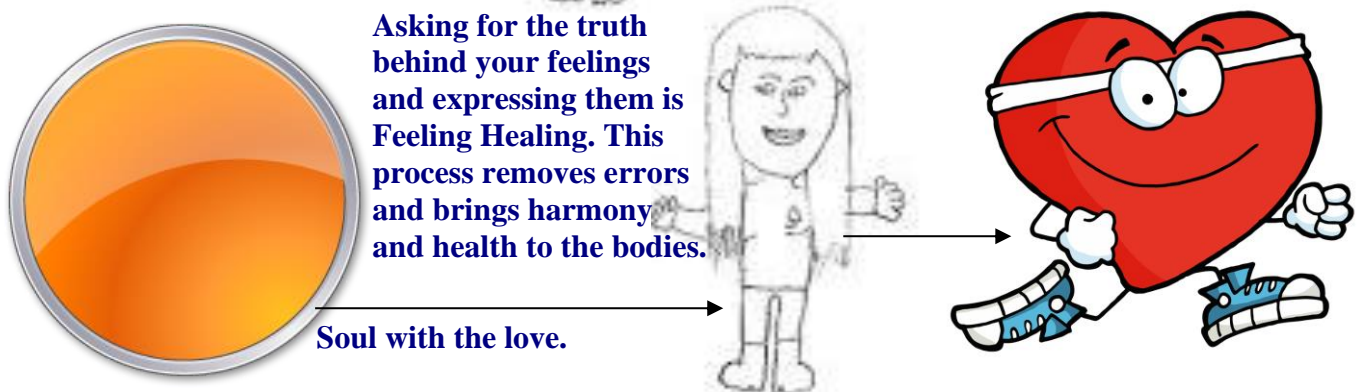 Asking for the truth
behind your feelings
and expressing them is
Feeling Healing. This
process removes errors
and brings harmony
and health to the bodies.
Soul with the love.